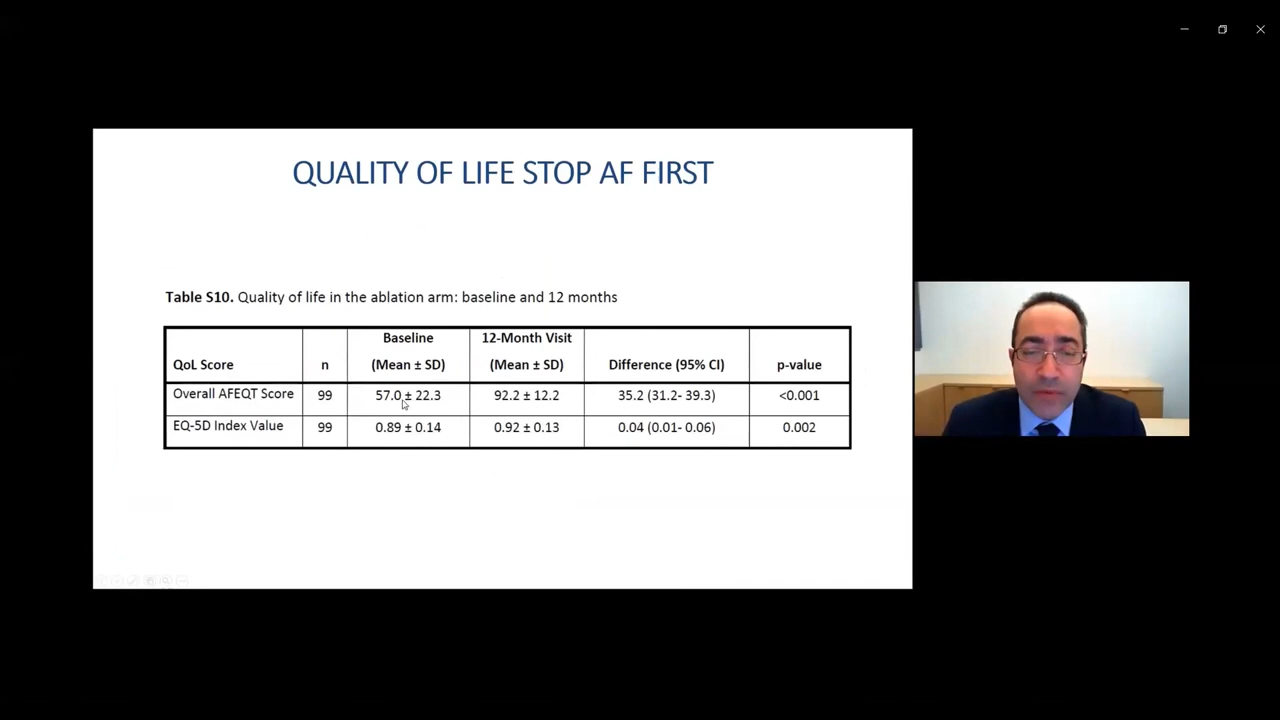 QUALITY OF LIFE STOP AF FIRST
Table S10. Quality of life in the ablation arm: baseline and 12 months
QoL Score n Baseline (Mean ± SD) 12-Month Visit (Mean ± SD) Difference (95% CI) p-value
Overall AFEQT Score 99 57.0 ± 22.3 92.2 ± 12.2 35.2 (31.2- 39.3) <0.001
EQ-5D Index Value 99 0.89 ± 0.14 0.92 ± 0.13 0.04 (0.01- 0.06) 0.002